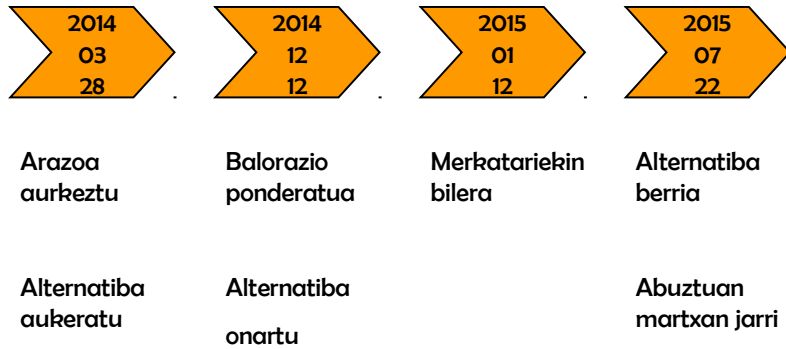 2014
03
28
2014
12
12
2015
01
12
2015
07
22
Arazoa
aurkeztu
Balorazio
ponderatua
Merkatariekin
bilera
Alternatiba
berria
Alternatiba
aukeratu
Alternatiba
onartu
Abuztuan
martxan jarri